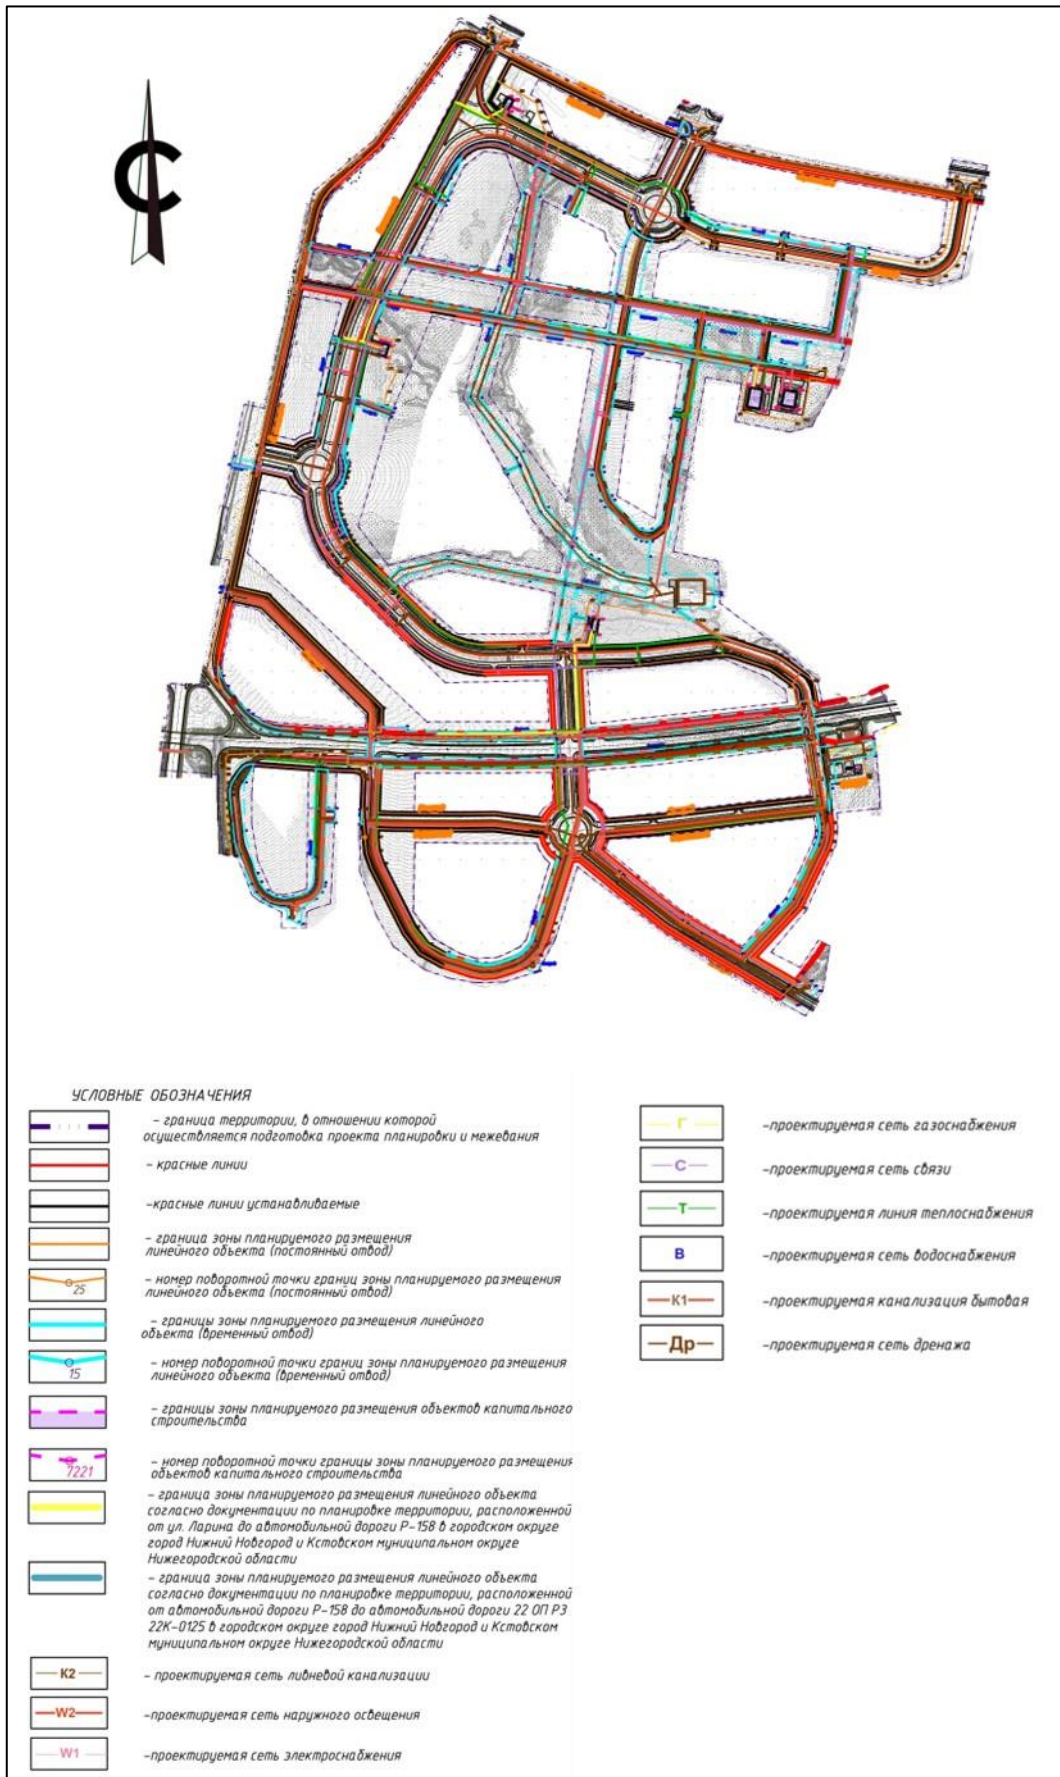 С
УСЛОВНЫЕ ОБОЗНАЧЕНИЯ
– граница территории, в отношении которой
осуществляется подготовка проекта планировки и межевания
– красные линии
–красные линии устанавливаемые
– граница зоны планируемого размещения
линейного объекта (постоянный отвод)
25
– номер поворотной точки границ зоны планируемого размещения
линейного объекта (постоянный отвод)
– границы зоны планируемого размещения линейного
объекта (временный отвод)
15
– номер поворотной точки границ зоны планируемого размещения
линейного объекта (временный отвод)
– границы зоны планируемого размещения объектов капитального
строительства
7221
– номер поворотной точки границы зоны планируемого размещения
объектов капитального строительства
– граница зоны планируемого размещения линейного объекта
согласно документации по планировке территории, расположенной
от ул. Ларина до автомобильной дороги Р–158 в городском округе
город Нижний Новгород и Кстовском муниципальном округе
Нижегородской области
– граница зоны планируемого размещения линейного объекта
согласно документации по планировке территории, расположенной
от автомобильной дороги Р–158 до автомобильной дороги 22 ОП РЗ
22К–0125 в городском округе город Нижний Новгород и Кстовском
муниципальном округе Нижегородской области
К2
– проектируемая сеть ливневой канализации
W2
–проектируемая сеть наружного освещения
W1
–проектируемая сеть электроснабжения
Г
–проектируемая сеть газоснабжения
С
–проектируемая сеть связи
Т
–проектируемая линия теплоснабжения
В
–проектируемая сеть водоснабжения
К1
–проектируемая канализация бытовая
Др
–проектируемая сеть дренажа